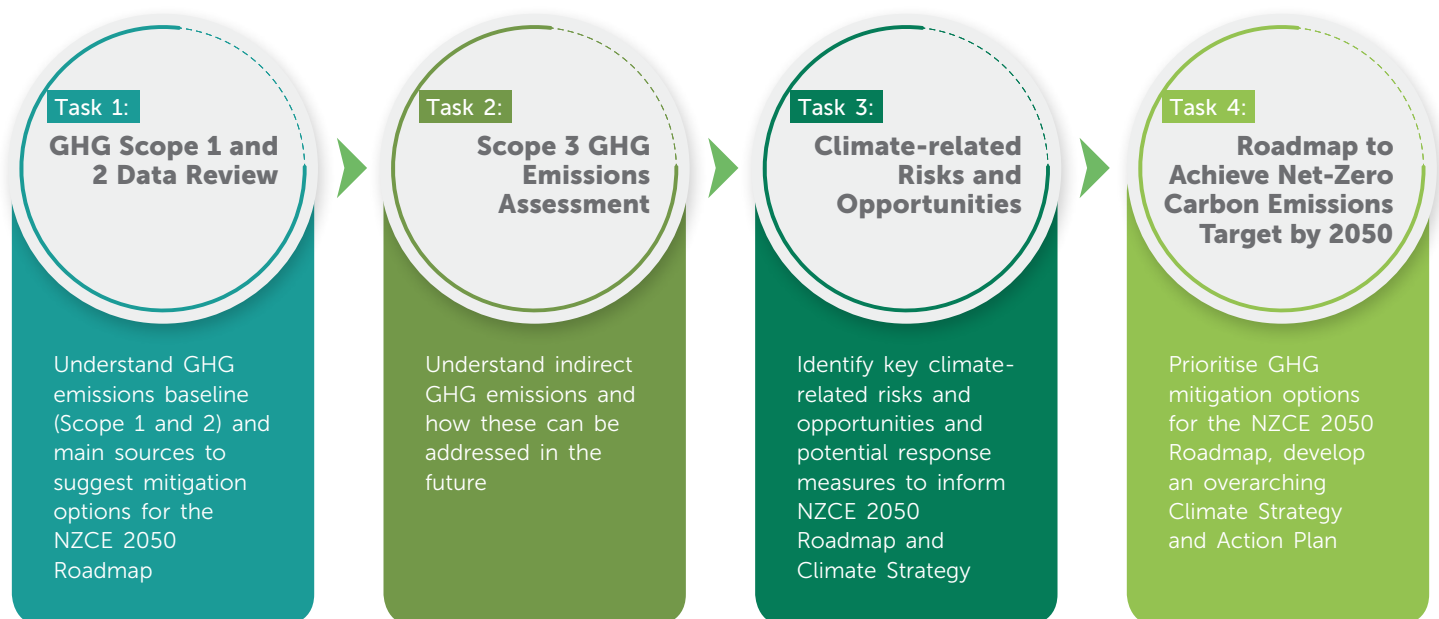 Task 1:
GHG Scope 1 and
2 Data Review
Understand GHG
emissions baseline
(Scope 1 and 2) and
main sources to
suggest mitigation
options for the
NZCE 2050
Roadmap
Task 2:
Scope 3 GHG
Emissions
Assessment
Understand indirect
GHG emissions and
how these can be
addressed in the
future
Task 3:
Climate-related
Risks and
Opportunities
Identify key climate-
related risks and
opportunities and
potential response
measures to inform
NZCE 2050
Roadmap and
Climate Strategy
Task 4:
Roadmap to
Achieve Net-Zero
Carbon Emissions
Target by 2050
Prioritise GHG
mitigation options
for the NZCE 2050
Roadmap, develop
an overarching
Climate Strategy
and Action Plan